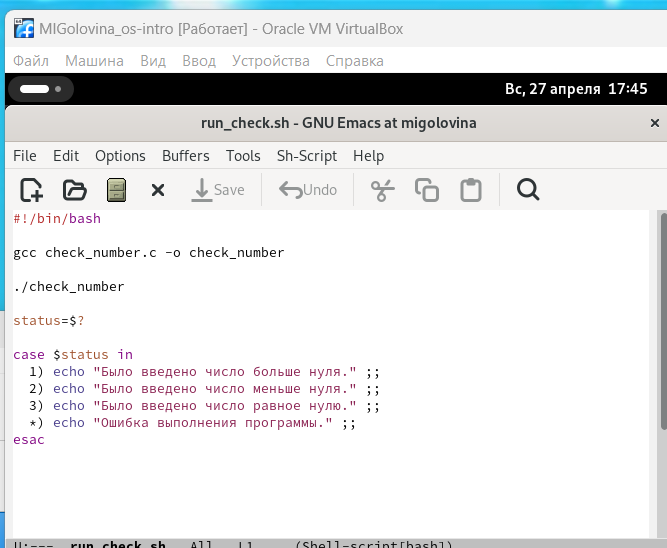 MIGolovina_os-intro [Работает] - Oracle VM VirtualBox
Файл Машина Вид Ввод Устройства Справка
Вс, 27 апреля 17:45
run_check.sh - GNU Emacs at migolovina
File Edit Options Buffers Tools Sh-Script Help
Save Undo
#!/bin/bash
gcc check_number.c -o check_number
./check_number
status=$?
case $status in
1) echo "Было введено число больше нуля." ;;
2) echo "Было введено число меньше нуля." ;;
3) echo "Было введено число равное нулю." ;;
*) echo "Ошибка выполнения программы." ;;
esac
U:--- run_check.sh All L1 (Shell-script[bash])